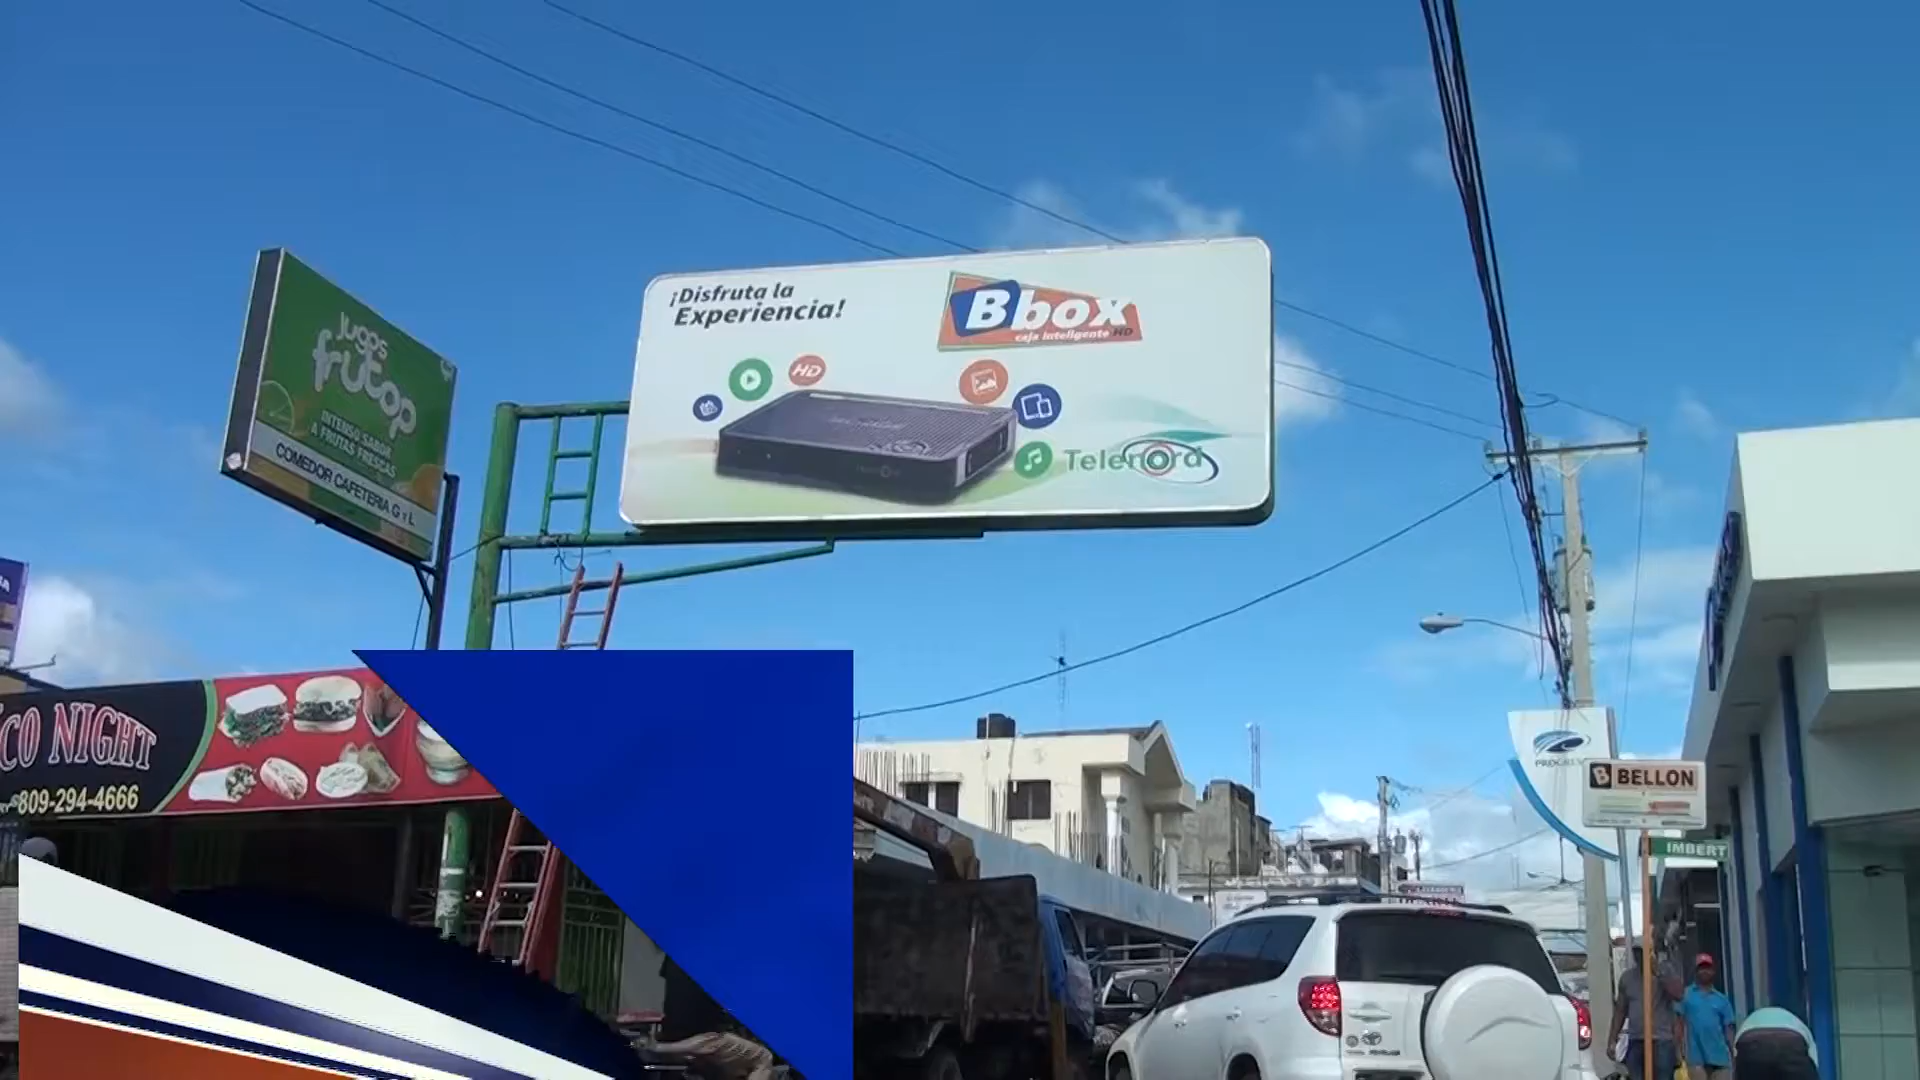 ¡Disfruta la
Experiencia!
Bbox
caja inteligente HD
HD
Telenord
jugos
frutop
INTENSO SABOR
A FRUTAS FRESCAS
COMEDOR CAFETERIA G Y L
CO NIGHT
809-294-4666
BELLON
IMBERT